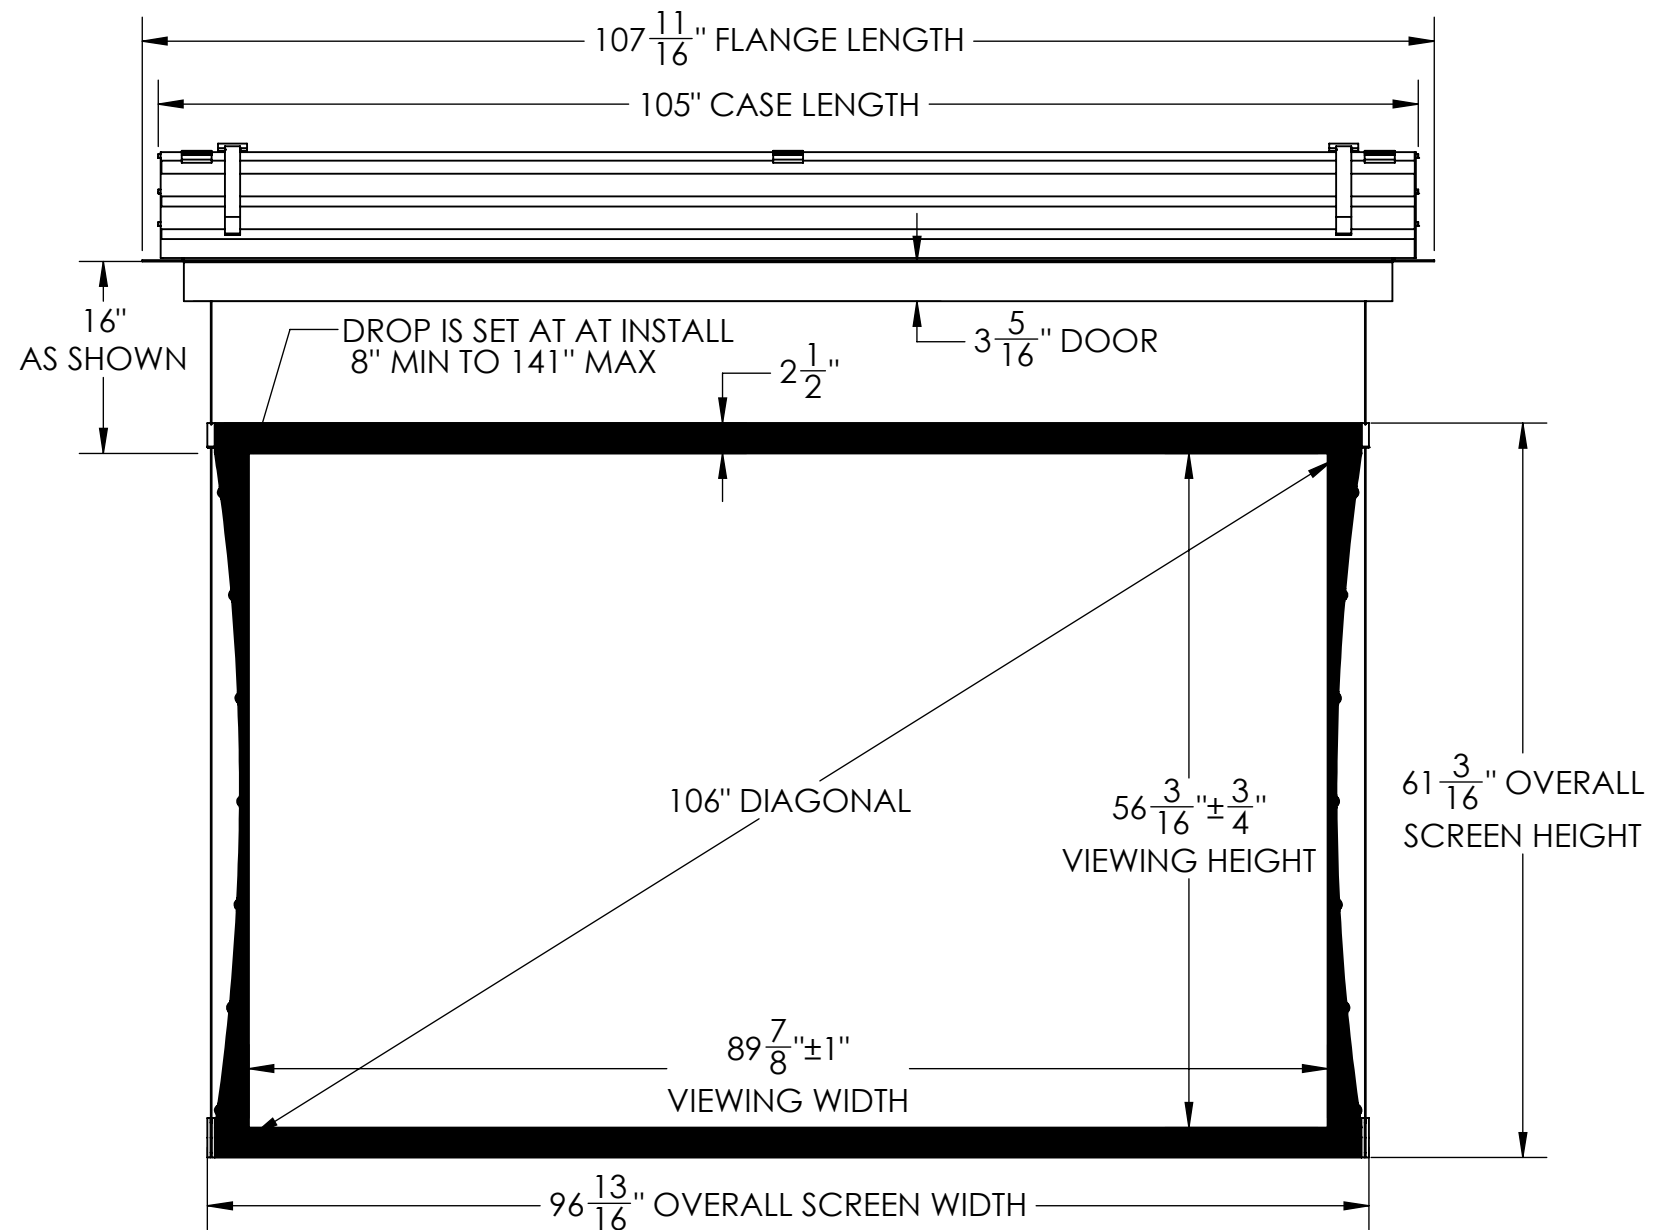 107 11/16" FLANGE LENGTH
105" CASE LENGTH
16"
AS SHOWN
DROP IS SET AT AT INSTALL
8" MIN TO 141" MAX
3 5/16" DOOR
2 1/2"
106" DIAGONAL
56 3/16"±3/4"
VIEWING HEIGHT
61 3/16" OVERALL
SCREEN HEIGHT
89 7/8"±1"
VIEWING WIDTH
96 13/16" OVERALL SCREEN WIDTH